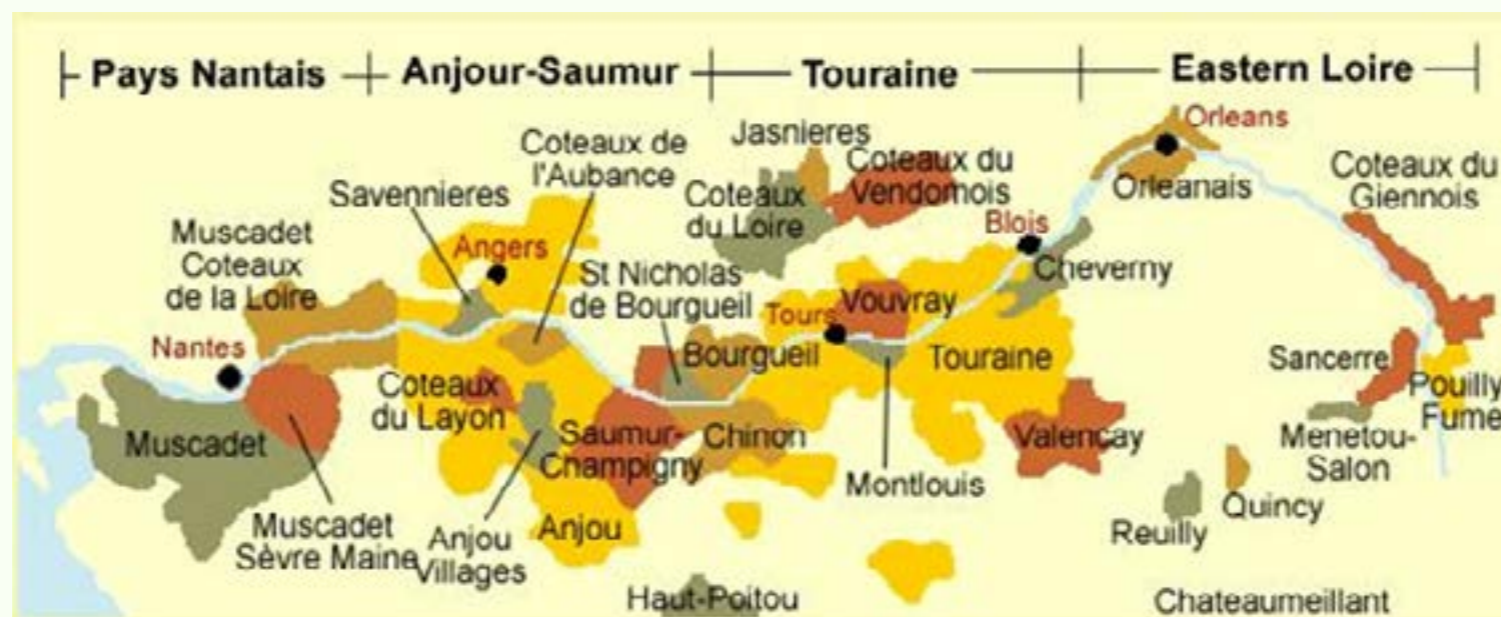 Pays Nantais
Anjour-Saumur
Touraine
Eastern Loire
Orleans
Jasnieres
Coteaux de
l'Aubance
Coteaux du
Vendomois
Coteaux du
Giennois
Savennieres
Coteaux
du Loire
Orleanais
Blois
Muscadet
Coteaux
de la Loire
Angers
St Nicholas
de Bourgueil
Cheverny
Vouvray
Tours
Nantes
Bourgueil
Touraine
Sancerre
Pouilly
Fume
Coteaux
du Layon
Muscadet
Saumur-
Champigny
Chinon
Valencay
Menetou-
Salon
Montlouis
Quincy
Reuilly
Muscadet
Sèvre Maine
Anjou
Villages
Anjou
Haut-Poitou
Chateaumeillant